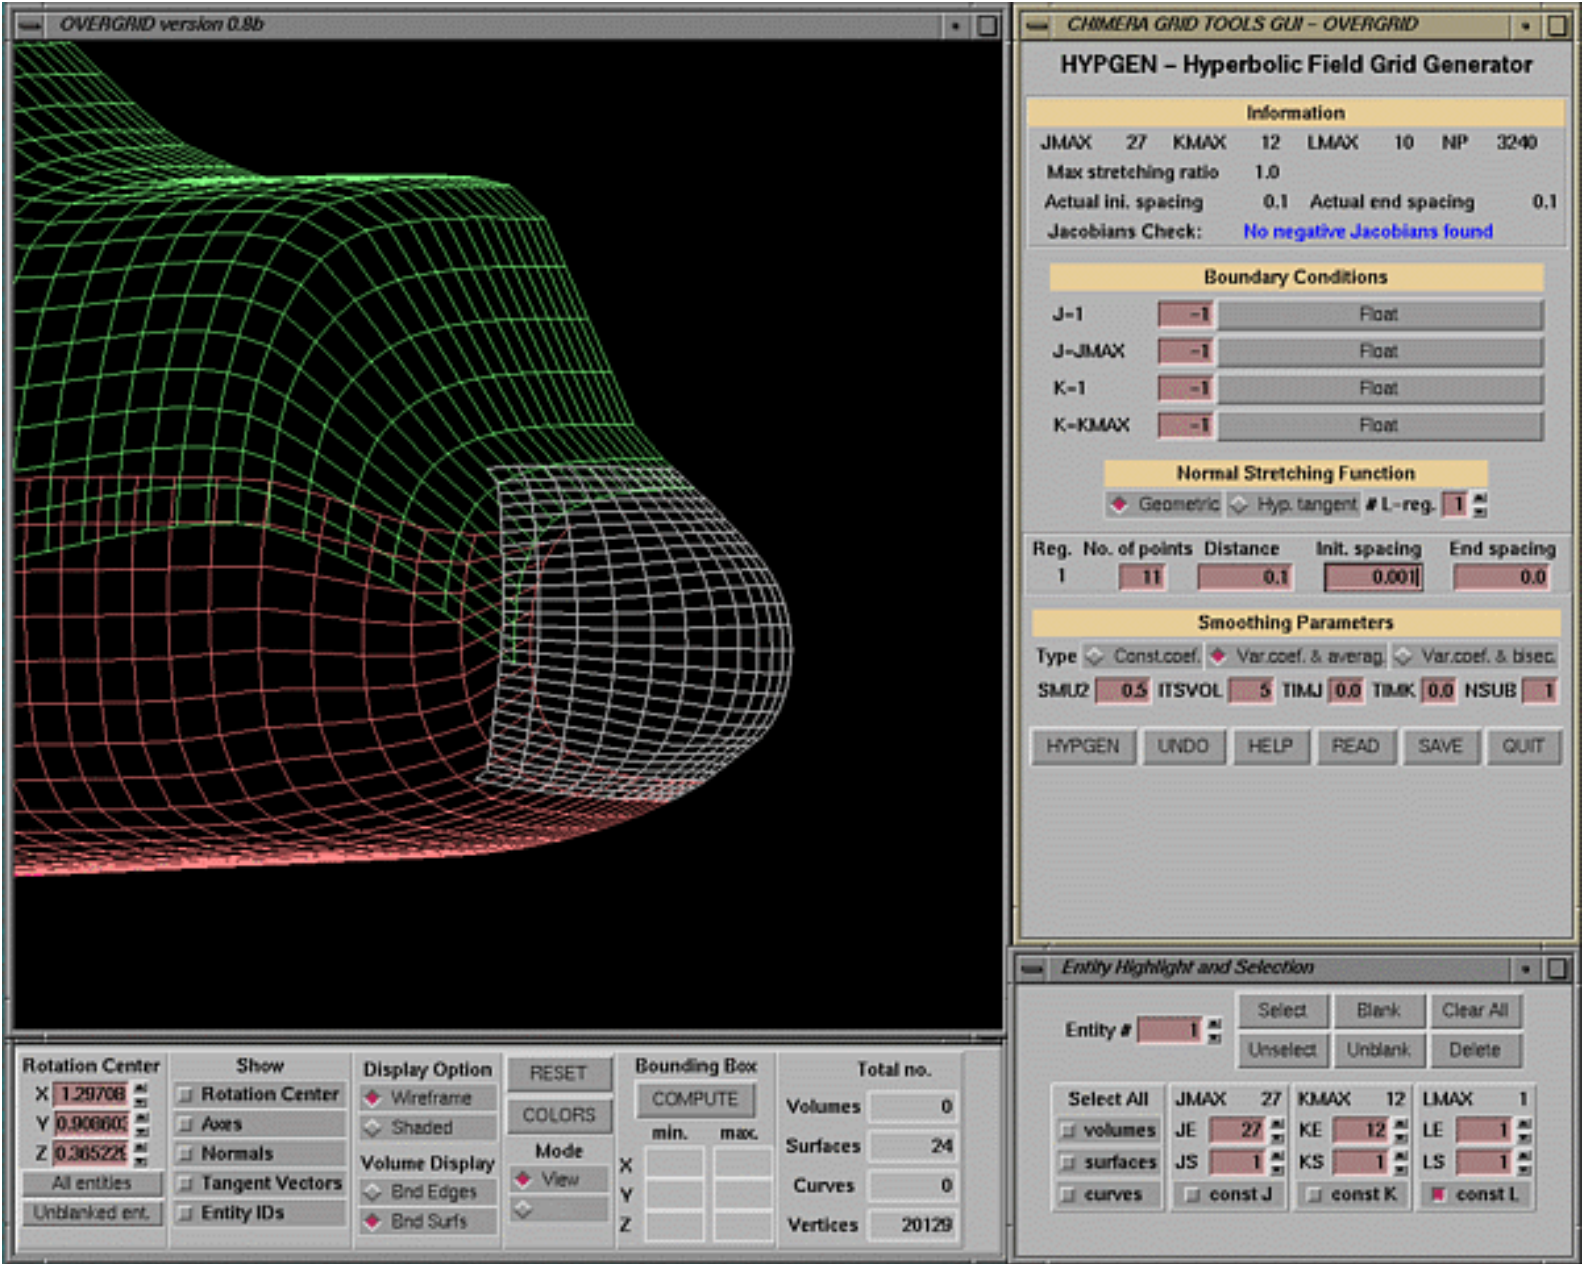 OVERGRID version 0.8b
CHIMERA GRID TOOLS GUI - OVERGRID
HYPGEN - Hyperbolic Field Grid Generator
Information
JMAX 27 KMAX 12 LMAX 10 NP 3240
Max stretching ratio 1.0
Actual ini. spacing 0.1 Actual end spacing 0.1
Jacobians Check: No negative Jacobians found
Boundary Conditions
J=1 -1 Float
J=JMAX -1 Float
K=1 -1 Float
K=KMAX -1 Float
Normal Stretching Function
Geometric Hyp. tangent # L-reg. 1
Reg. No. of points Distance Init. spacing End spacing
1 11 0.1 0.001 0.0
Smoothing Parameters
Type Const.coef. Var.coef. & averag. Var.coef. & bisec.
SMU2 0.5 ITSVOL 5 TIMJ 0.0 TIMK 0.0 NSUB 1
HYPGEN UNDO HELP READ SAVE QUIT
Entity Highlight and Selection
Entity # 1
Select Blank Clear All
Unselect Unblank Delete
Select All
volumes
surfaces
curves
JMAX 27 KMAX 12 LMAX 1
JE 27 KE 12 LE 1
JS 1 KS 1 LS 1
const J const K const L
Rotation Center
X 1.29708
Y 0.908603
Z 0.365229
All entities
Unblanked ent.
Show
Rotation Center
Axes
Normals
Tangent Vectors
Entity IDs
Display Option
Wireframe
Shaded
Volume Display
Bnd Edges
Bnd Surfs
RESET
COLORS
Mode
View
Bounding Box
COMPUTE
min. max.
X
Y
Z
Total no.
Volumes 0
Surfaces 24
Curves 0
Vertices 20129